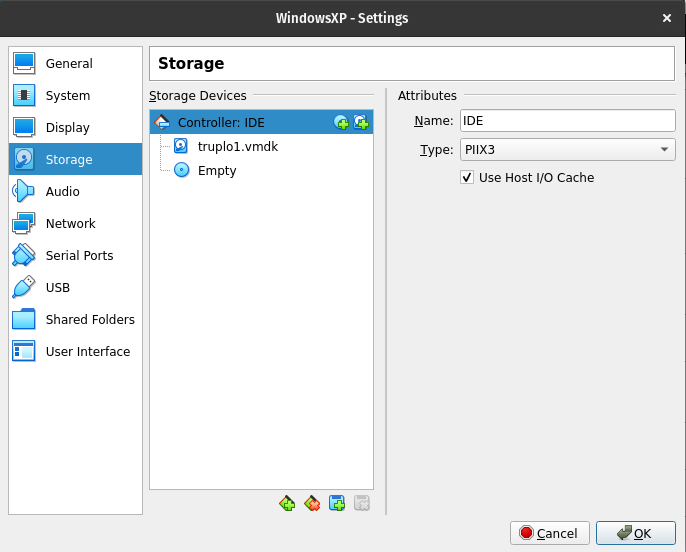 WindowsXP - Settings
General
System
Display
Storage
Audio
Network
Serial Ports
USB
Shared Folders
User Interface
Storage
Storage Devices
Controller: IDE
truplo1.vmdk
Empty
Attributes
Name: IDE
Type: PIIX3
Use Host I/O Cache
Cancel
OK